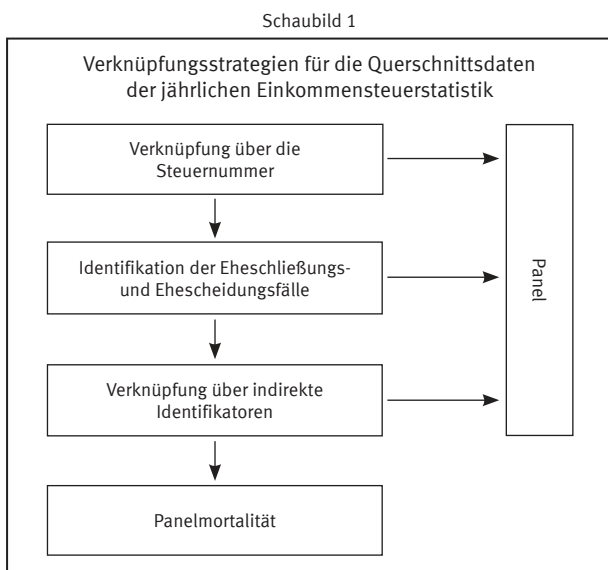 Schaubild 1
Verknüpfungsstrategien für die Querschnittsdaten
der jährlichen Einkommensteuerstatistik
Verknüpfung über die
Steuernummer
Identifikation der Eheschließungs-
und Ehescheidungsfälle
Verknüpfung über indirekte
Identifikatoren
Panelmortalität
Panel